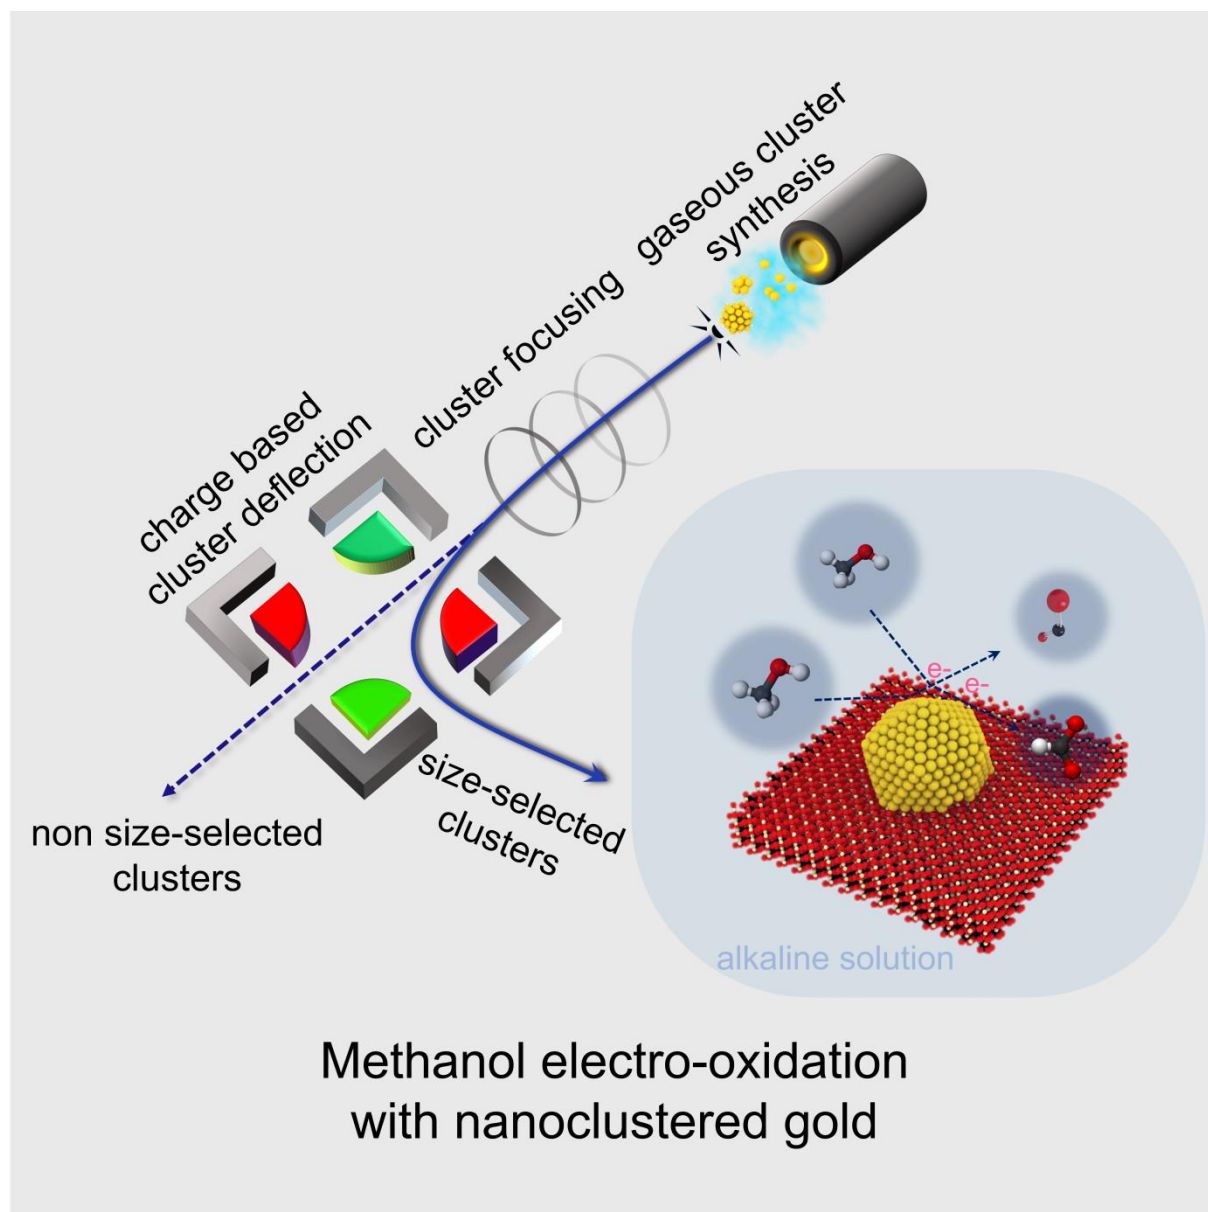 gaseous cluster
synthesis
cluster focusing
charge based
cluster deflection
non size-selected
clusters
size-selected
clusters
e-
e-
alkaline solution
Methanol electro-oxidation
with nanoclustered gold